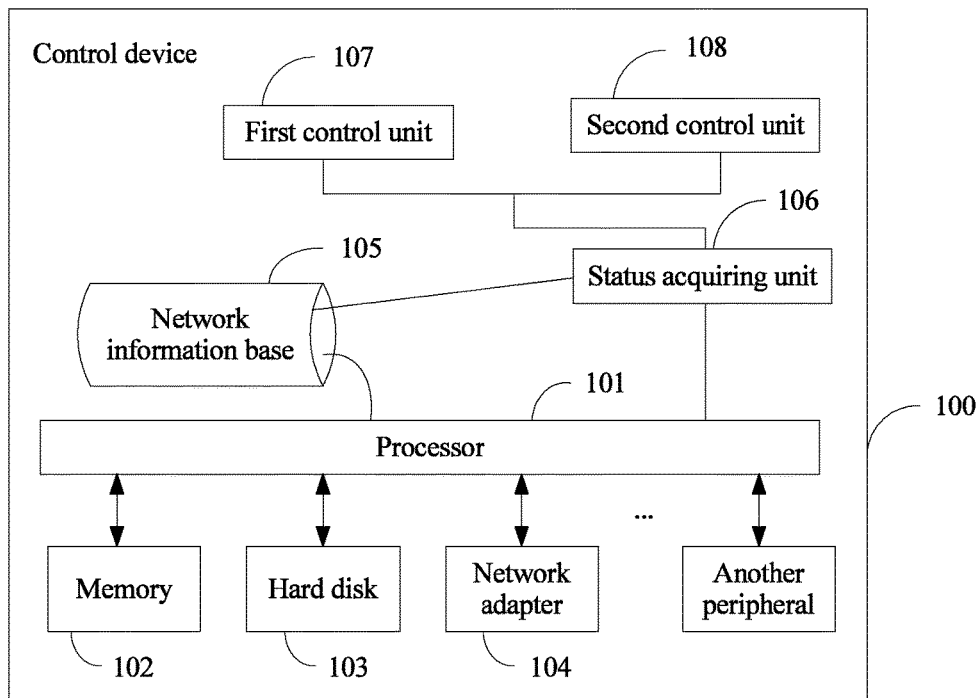 Control device
107
108
First control unit
Second control unit
106
105
Status acquiring unit
Network
information base
101
100
Processor
...
Memory
Hard disk
Network
adapter
Another
peripheral
102
103
104